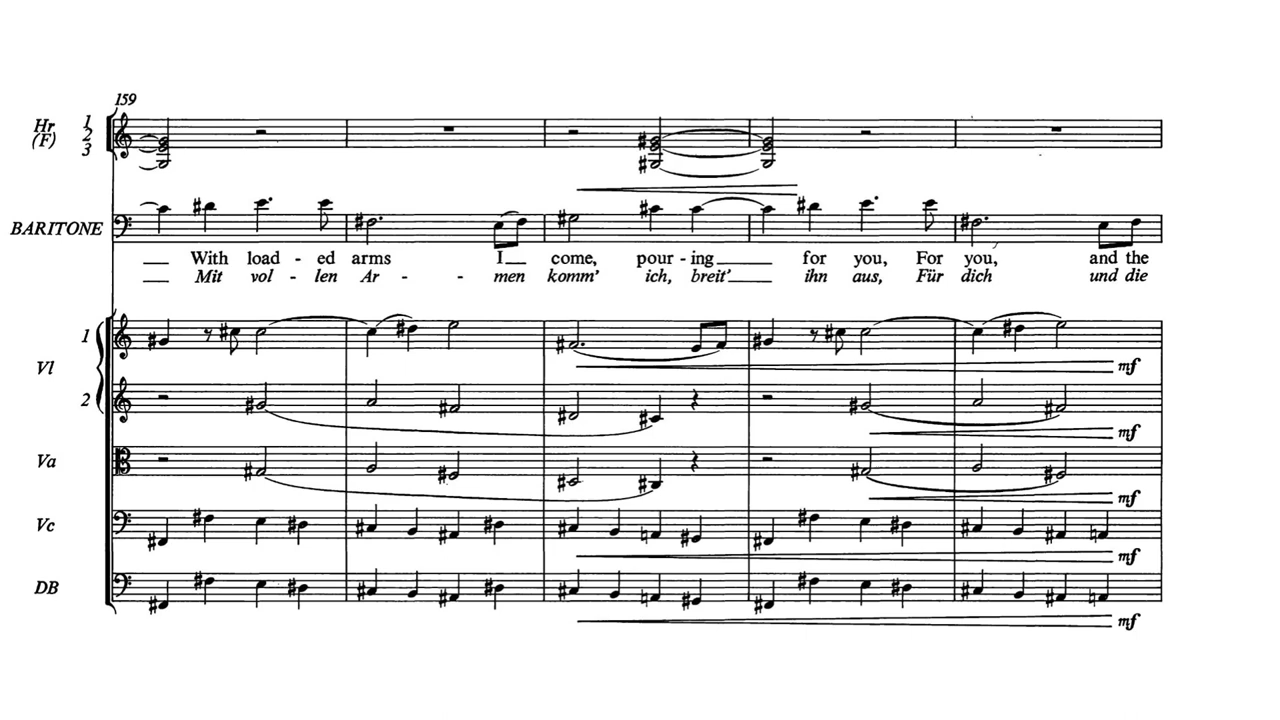 159
Hr (F) 1 2 3
BARITONE
With load - ed arms I come, pour - ing for you, For you, and the
Mit vol - len Ar - - men komm' ich, breit' ihn aus, Für dich und die
Vl 1
mf
2
mf
Va
mf
Vc
mf
DB
mf